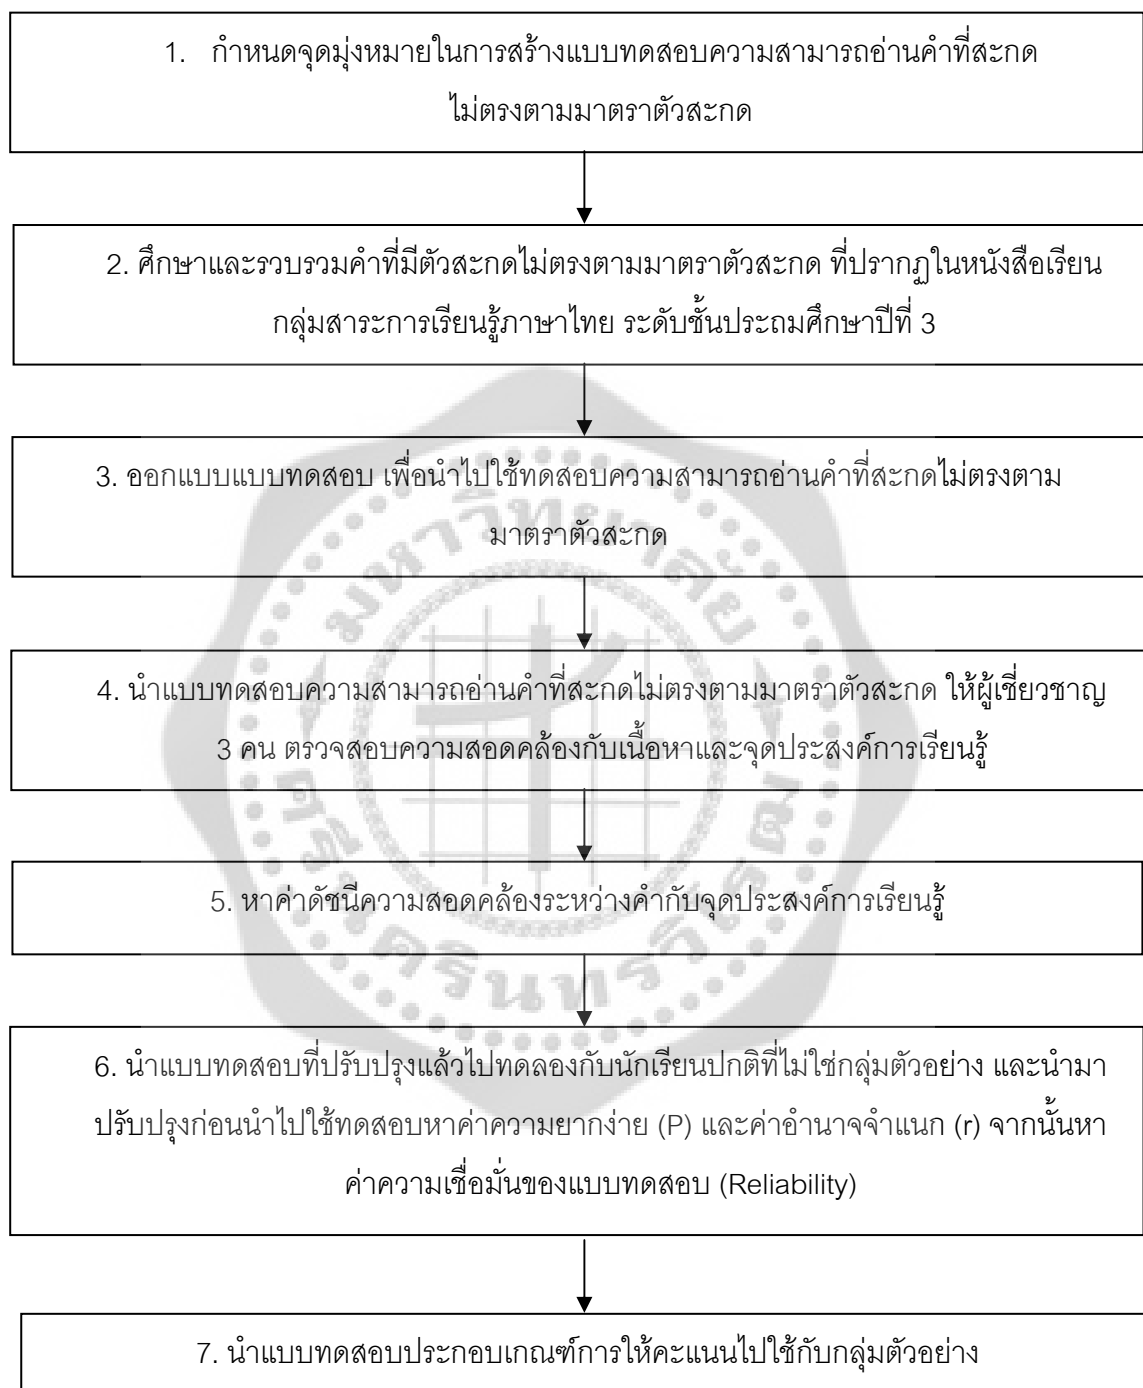 1. กำหนดจุดมุ่งหมายในการสร้างแบบทดสอบความสามารถอ่านคำที่สะกด
ไม่ตรงตามมาตราตัวสะกด
2. ศึกษาและรวบรวมคำที่มีตัวสะกดไม่ตรงตามมาตราตัวสะกด ที่ปรากฏในหนังสือเรียน
กลุ่มสาระการเรียนรู้ภาษาไทย ระดับชั้นประถมศึกษาปีที่ 3
3. ออกแบบแบบทดสอบ เพื่อนำไปใช้ทดสอบความสามารถอ่านคำที่สะกดไม่ตรงตาม
มาตราตัวสะกด
4. นำแบบทดสอบความสามารถอ่านคำที่สะกดไม่ตรงตามมาตราตัวสะกด ให้ผู้เชี่ยวชาญ
3 คน ตรวจสอบความสอดคล้องกับเนื้อหาและจุดประสงค์การเรียนรู้
5. หาค่าดัชนีความสอดคล้องระหว่างคำกับจุดประสงค์การเรียนรู้
6. นำแบบทดสอบที่ปรับปรุงแล้วไปทดลองกับนักเรียนปกติที่ไม่ใช่กลุ่มตัวอย่าง และนำมา
ปรับปรุงก่อนนำไปใช้ทดสอบหาค่าความยากง่าย (P) และค่าอำนาจจำแนก (r) จากนั้นหา
ค่าความเชื่อมั่นของแบบทดสอบ (Reliability)
7. นำแบบทดสอบประกอบเกณฑ์การให้คะแนนไปใช้กับกลุ่มตัวอย่าง
มหาวิทยาลัย
ศรีนครินทรวิโรฒ